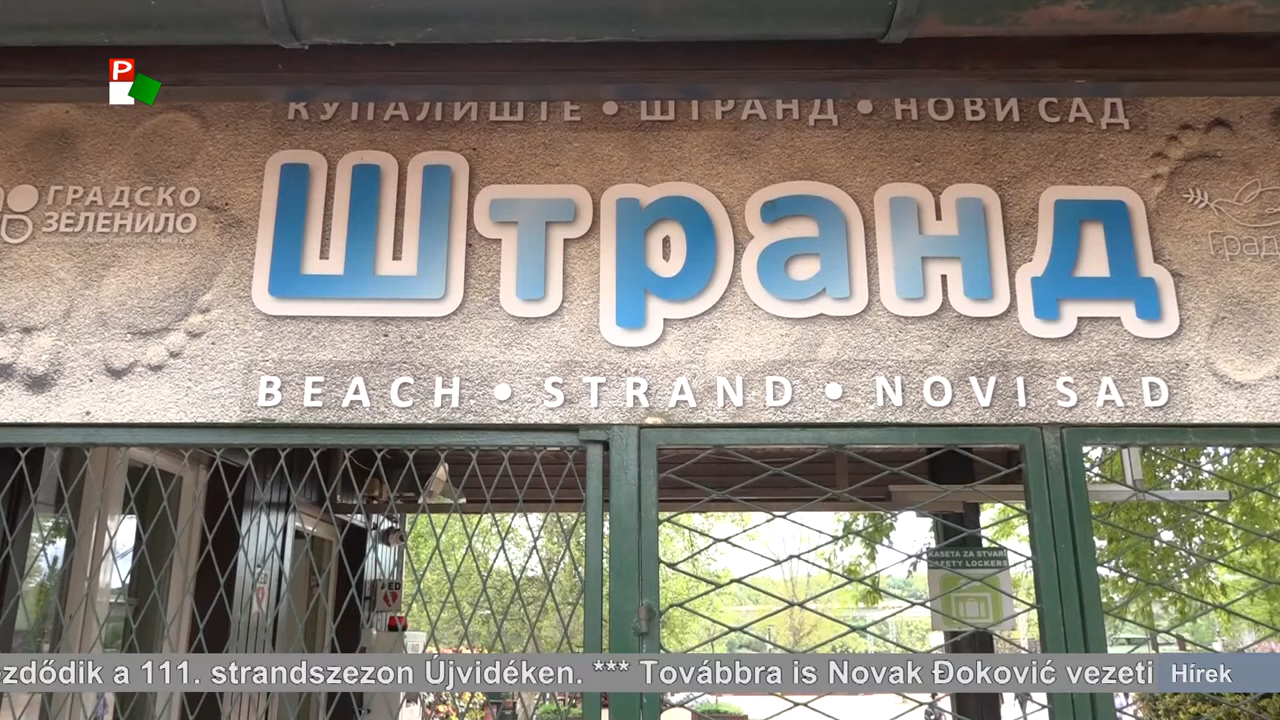 P
КУПАЛИШТЕ • ШТРАНД • НОВИ САД
ГРАДСКО
ЗЕЛЕНИЛО
Штранд
BEACH • STRAND • NOVI SAD
KASETA ZA STVARI
SAFETY LOCKERS
111. strandszezon Újvidéken. *** Továbbra is Novak Đoković vezeti
Hírek